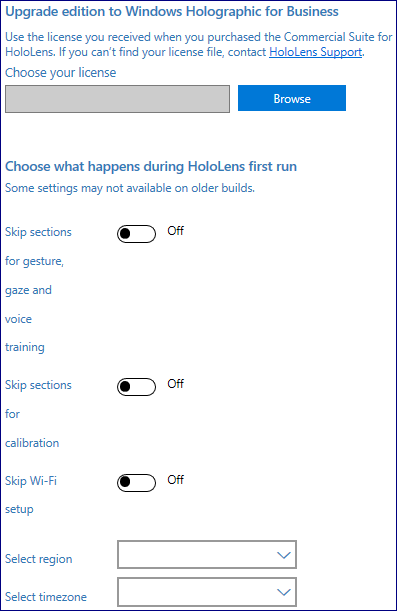 Upgrade edition to Windows Holographic for Business
Use the license you received when you purchased the Commercial Suite for
HoloLens. If you can't find your license file, contact HoloLens Support.
Choose your license
Browse
Choose what happens during HoloLens first run
Some settings may not available on older builds.
Skip sections
Off
for gesture,
gaze and
voice
training
Skip sections
Off
for
calibration
Skip Wi-Fi
Off
setup
Select region
Select timezone